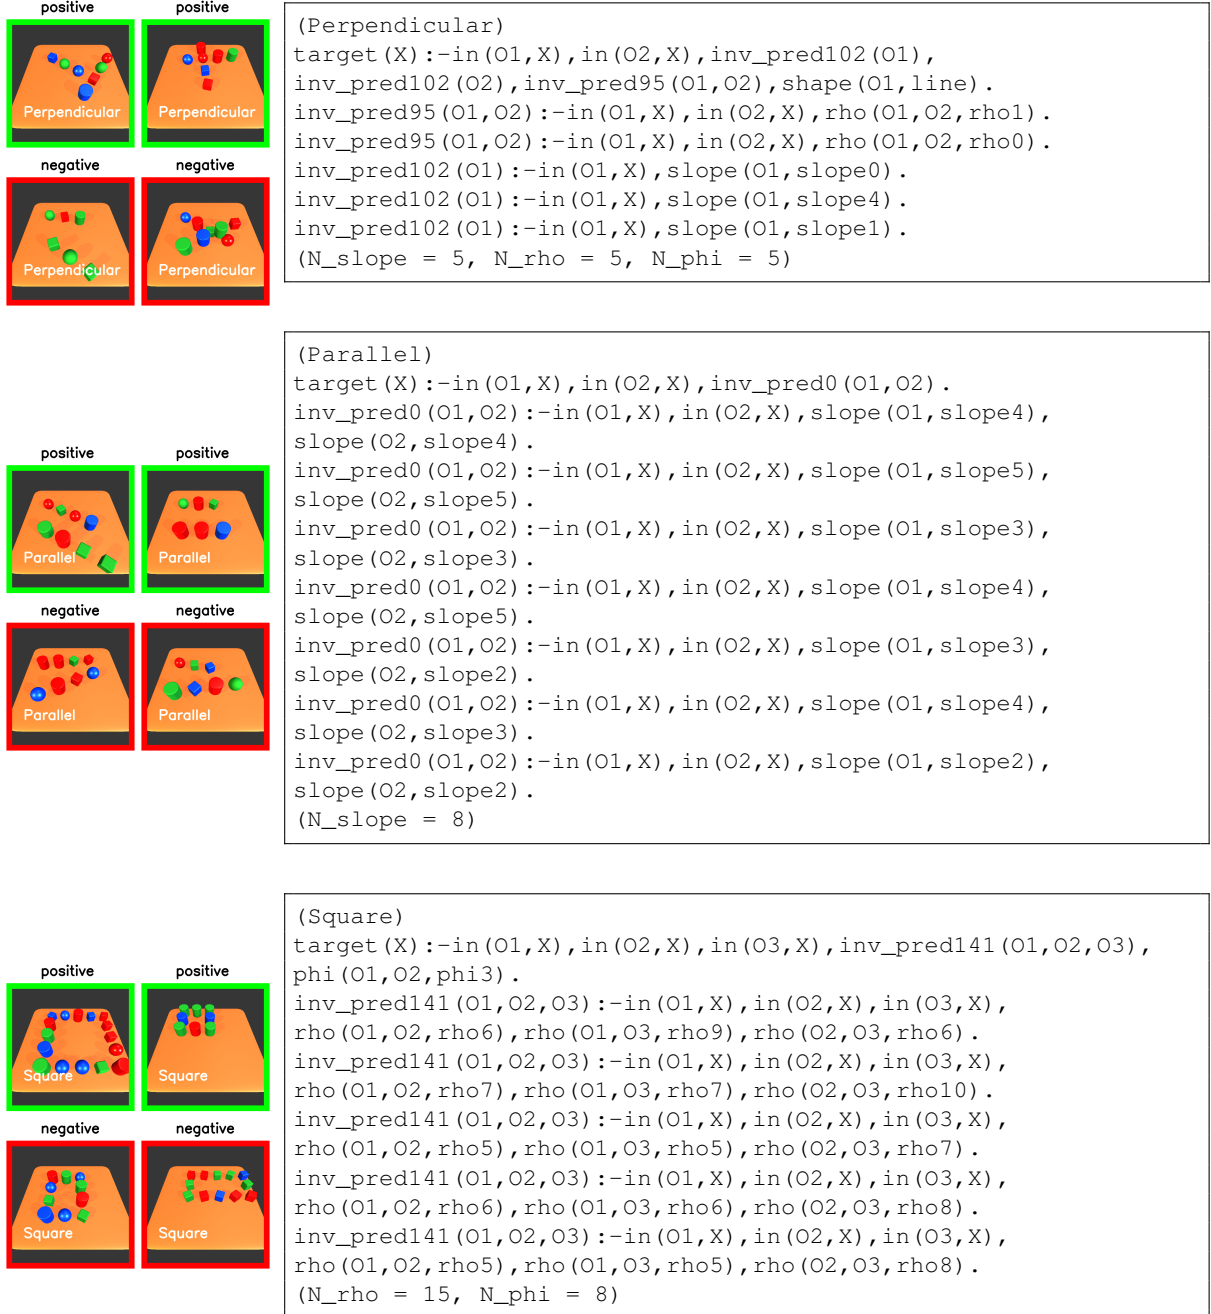 positive positive
Perpendicular Perpendicular
negative negative
Perpendicular Perpendicular
(Perpendicular)
target(X):-in(O1,X),in(O2,X),inv_pred102(O1),
inv_pred102(O2),inv_pred95(O1,O2),shape(O1,line).
inv_pred95(O1,O2):-in(O1,X),in(O2,X),rho(O1,O2,rho1).
inv_pred95(O1,O2):-in(O1,X),in(O2,X),rho(O1,O2,rho0).
inv_pred102(O1):-in(O1,X),slope(O1,slope0).
inv_pred102(O1):-in(O1,X),slope(O1,slope4).
inv_pred102(O1):-in(O1,X),slope(O1,slope1).
(N_slope = 5, N_rho = 5, N_phi = 5)
positive positive
Parallel Parallel
negative negative
Parallel Parallel
(Parallel)
target(X):-in(O1,X),in(O2,X),inv_pred0(O1,O2).
inv_pred0(O1,O2):-in(O1,X),in(O2,X),slope(O1,slope4),
slope(O2,slope4).
inv_pred0(O1,O2):-in(O1,X),in(O2,X),slope(O1,slope5),
slope(O2,slope5).
inv_pred0(O1,O2):-in(O1,X),in(O2,X),slope(O1,slope3),
slope(O2,slope3).
inv_pred0(O1,O2):-in(O1,X),in(O2,X),slope(O1,slope4),
slope(O2,slope5).
inv_pred0(O1,O2):-in(O1,X),in(O2,X),slope(O1,slope3),
slope(O2,slope2).
inv_pred0(O1,O2):-in(O1,X),in(O2,X),slope(O1,slope4),
slope(O2,slope3).
inv_pred0(O1,O2):-in(O1,X),in(O2,X),slope(O1,slope2),
slope(O2,slope2).
(N_slope = 8)
positive positive
Square Square
negative negative
Square Square
(Square)
target(X):-in(O1,X),in(O2,X),in(O3,X),inv_pred141(O1,O2,O3),
phi(O1,O2,phi3).
inv_pred141(O1,O2,O3):-in(O1,X),in(O2,X),in(O3,X),
rho(O1,O2,rho6),rho(O1,O3,rho9),rho(O2,O3,rho6).
inv_pred141(O1,O2,O3):-in(O1,X),in(O2,X),in(O3,X),
rho(O1,O2,rho7),rho(O1,O3,rho7),rho(O2,O3,rho10).
inv_pred141(O1,O2,O3):-in(O1,X),in(O2,X),in(O3,X),
rho(O1,O2,rho5),rho(O1,O3,rho5),rho(O2,O3,rho7).
inv_pred141(O1,O2,O3):-in(O1,X),in(O2,X),in(O3,X),
rho(O1,O2,rho6),rho(O1,O3,rho6),rho(O2,O3,rho8).
inv_pred141(O1,O2,O3):-in(O1,X),in(O2,X),in(O3,X),
rho(O1,O2,rho5),rho(O1,O3,rho5),rho(O2,O3,rho8).
(N_rho = 15, N_phi = 8)